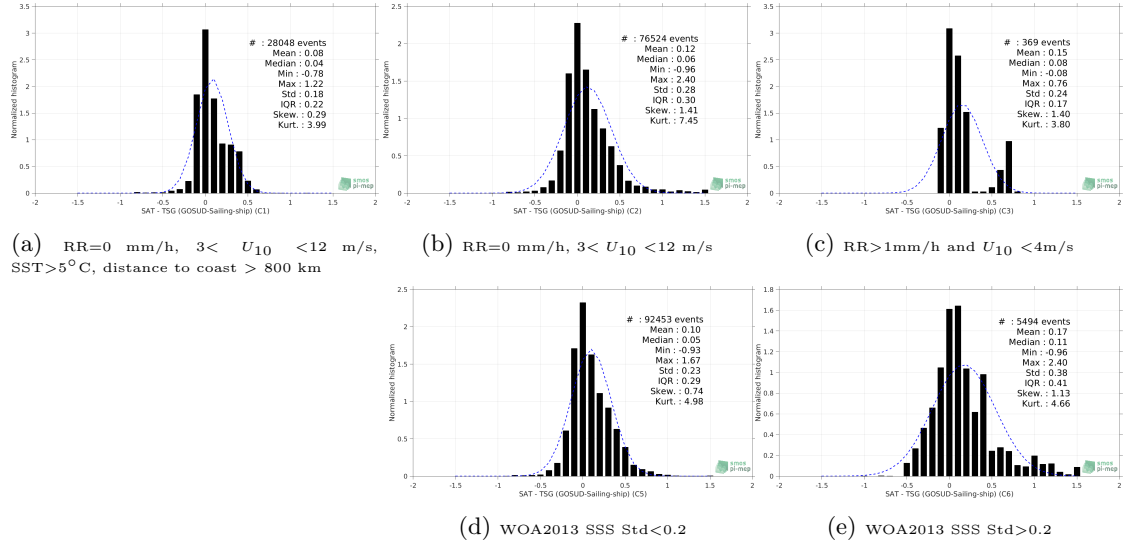 3.5
3
2.5
2
1.5
1
0.5
0
-2 -1.5 -1 -0.5 0 0.5 1 1.5 2
Normalized histogram
SAT - TSG (GOSUD-Sailing-ship) (C1)
# : 28048 events
Mean : 0.08
Median : 0.04
Min : -0.78
Max : 1.22
Std : 0.18
IQR : 0.22
Skew. : 0.29
Kurt. : 3.99
smos
pi-mep
(a) RR=0 mm/h, 3< U10 <12 m/s,
SST>5°C, distance to coast > 800 km
2.5
2
1.5
1
0.5
0
-2 -1.5 -1 -0.5 0 0.5 1 1.5 2
Normalized histogram
SAT - TSG (GOSUD-Sailing-ship) (C2)
# : 76524 events
Mean : 0.12
Median : 0.06
Min : -0.96
Max : 2.40
Std : 0.28
IQR : 0.30
Skew. : 1.41
Kurt. : 7.45
smos
pi-mep
(b) RR=0 mm/h, 3< U10 <12 m/s
3.5
3
2.5
2
1.5
1
0.5
0
-2 -1.5 -1 -0.5 0 0.5 1 1.5 2
Normalized histogram
SAT - TSG (GOSUD-Sailing-ship) (C3)
# : 369 events
Mean : 0.15
Median : 0.08
Min : -0.08
Max : 0.76
Std : 0.24
IQR : 0.17
Skew. : 1.40
Kurt. : 3.80
smos
pi-mep
(c) RR>1mm/h and U10 <4m/s
2.5
2
1.5
1
0.5
0
-2 -1.5 -1 -0.5 0 0.5 1 1.5 2
Normalized histogram
SAT - TSG (GOSUD-Sailing-ship) (C5)
# : 92453 events
Mean : 0.10
Median : 0.05
Min : -0.93
Max : 1.67
Std : 0.23
IQR : 0.29
Skew. : 0.74
Kurt. : 4.98
smos
pi-mep
(d) WOA2013 SSS Std<0.2
1.8
1.6
1.4
1.2
1
0.8
0.6
0.4
0.2
0
-2 -1.5 -1 -0.5 0 0.5 1 1.5 2
Normalized histogram
SAT - TSG (GOSUD-Sailing-ship) (C6)
# : 5494 events
Mean : 0.17
Median : 0.11
Min : -0.96
Max : 2.40
Std : 0.38
IQR : 0.41
Skew. : 1.13
Kurt. : 4.66
smos
pi-mep
(e) WOA2013 SSS Std>0.2